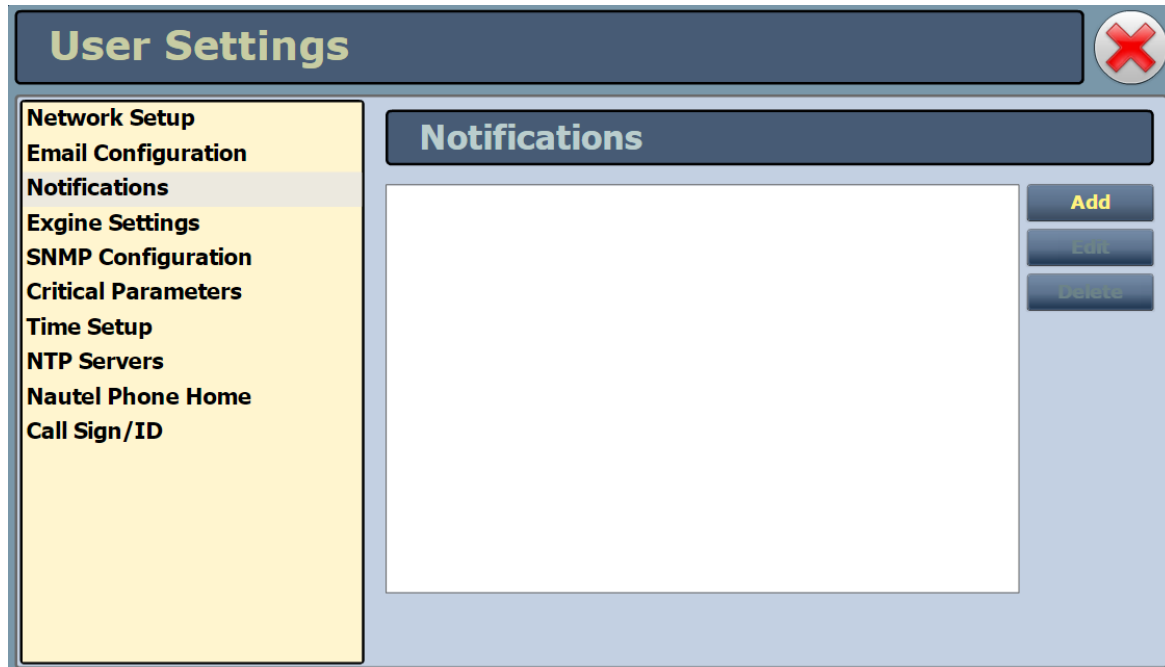 User Settings
Network Setup
Email Configuration
Notifications
Exgine Settings
SNMP Configuration
Critical Parameters
Time Setup
NTP Servers
Nautel Phone Home
Call Sign/ID
Notifications
Add
Edit
Delete